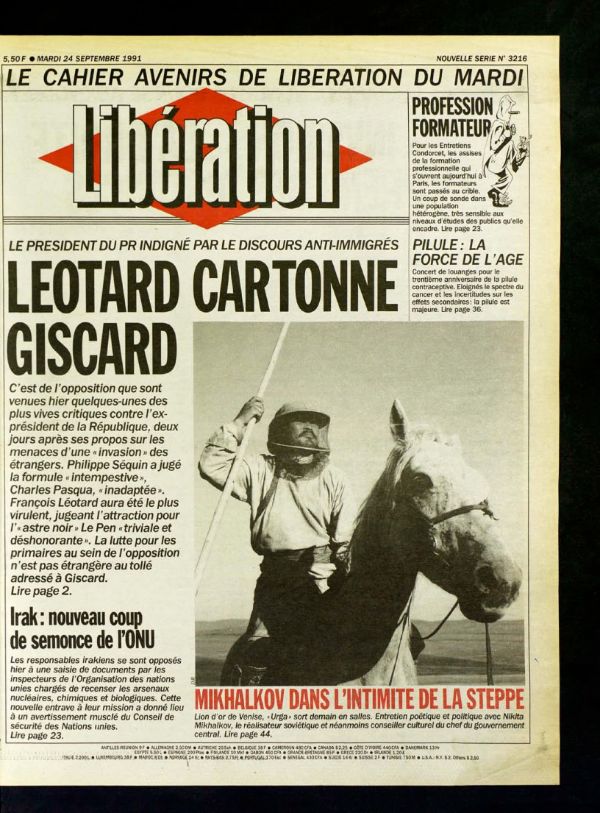 5,50 F ● MARDI 24 SEPTEMBRE 1991
NOUVELLE SERIE N° 3216
LE CAHIER AVENIRS DE LIBERATION DU MARDI
Libération
PROFESSION
FORMATEUR
Pour les Entretiens
Condorcet, les assises
de la formation
professionnelle qui
s'ouvrent aujourd'hui à
Paris, les formateurs
sont passés au crible.
Un coup de sonde dans
une population
hétérogène, très sensible aux
niveaux d'études des publics qu'elle
encadre. Lire page 23.
PILULE : LA
FORCE DE L'AGE
Concert de louanges pour le
trentième anniversaire de la pilule
contraceptive. Eloignés le spectre du
cancer et les incertitudes sur les
effets secondaires : la pilule est
majeure. Lire page 36.
LE PRESIDENT DU PR INDIGNÉ PAR LE DISCOURS ANTI-IMMIGRÉS
LEOTARD CARTONNE
GISCARD
C'est de l'opposition que sont
venues hier quelques-unes des
plus vives critiques contre l'ex-
président de la République, deux
jours après ses propos sur les
menaces d'une « invasion » des
étrangers. Philippe Séquin a jugé
la formule « intempestive »,
Charles Pasqua, « inadaptée ».
François Léotard aura été le plus
virulent, jugeant l'attraction pour
l'« astre noir » Le Pen « triviale et
déshonorante ». La lutte pour les
primaires au sein de l'opposition
n'est pas étrangère au tollé
adressé à Giscard.
Lire page 2.
Irak : nouveau coup
de semonce de l'ONU
Les responsables irakiens se sont opposés
hier à une saisie de documents par les
inspecteurs de l'Organisation des nations
unies chargés de recenser les arsenaux
nucléaires, chimiques et biologiques. Cette
nouvelle entrave à leur mission a donné lieu
à un avertissement musclé du Conseil de
sécurité des Nations unies.
Lire page 23.
MIKHALKOV DANS L'INTIMITE DE LA STEPPE
Lion d'or de Venise, « Urga » sort demain en salles. Entretien poétique et politique avec Nikita
Mikhalkov, le réalisateur soviétique et néanmoins conseiller culturel du chef du gouvernement
central. Lire page 44.